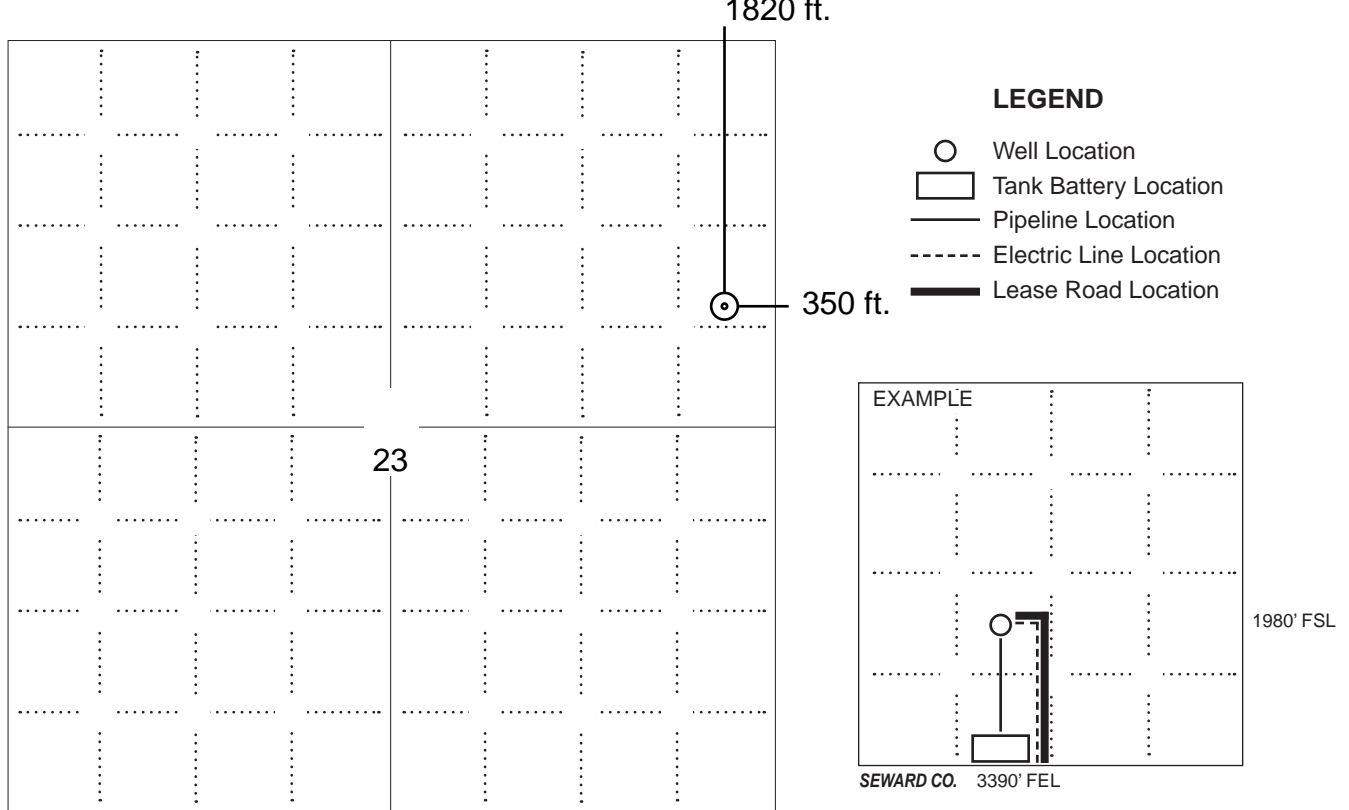 1820 ft.
LEGEND
Well Location
Tank Battery Location
Pipeline Location
Electric Line Location
Lease Road Location
350 ft.
EXAMPLE
23
1980’ FSL
SEWARD CO. 3390’ FEL